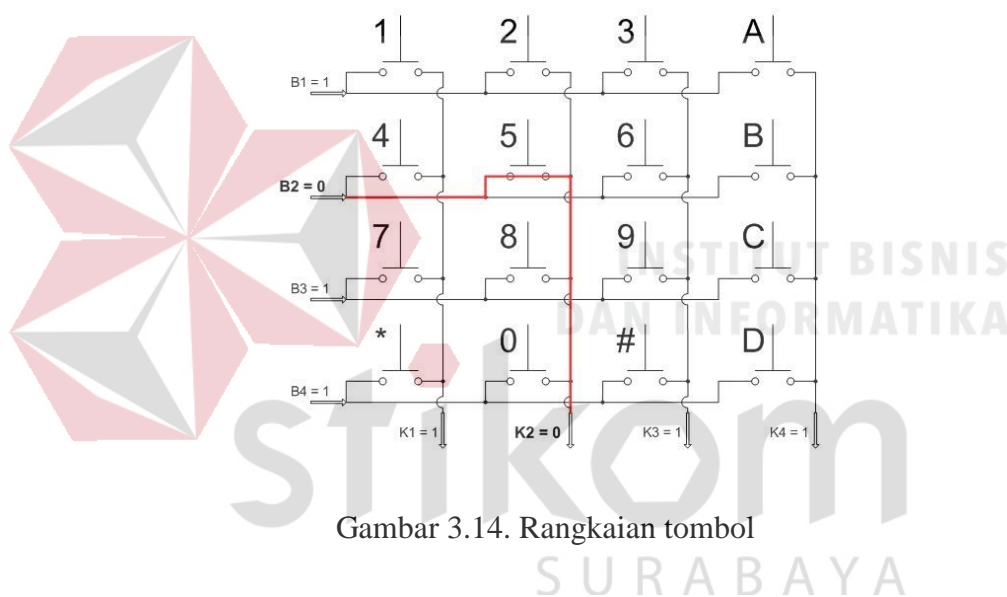 1 2 3 A
B1 = 1
4 5 6 B
B2 = 0
7 8 9 C
B3 = 1
* 0 # D
B4 = 1
K1 = 1 K2 = 0 K3 = 1 K4 = 1
INSTITUT BISNIS
DAN INFORMATIKA
stikom
SURABAYA
Gambar 3.14. Rangkaian tombol